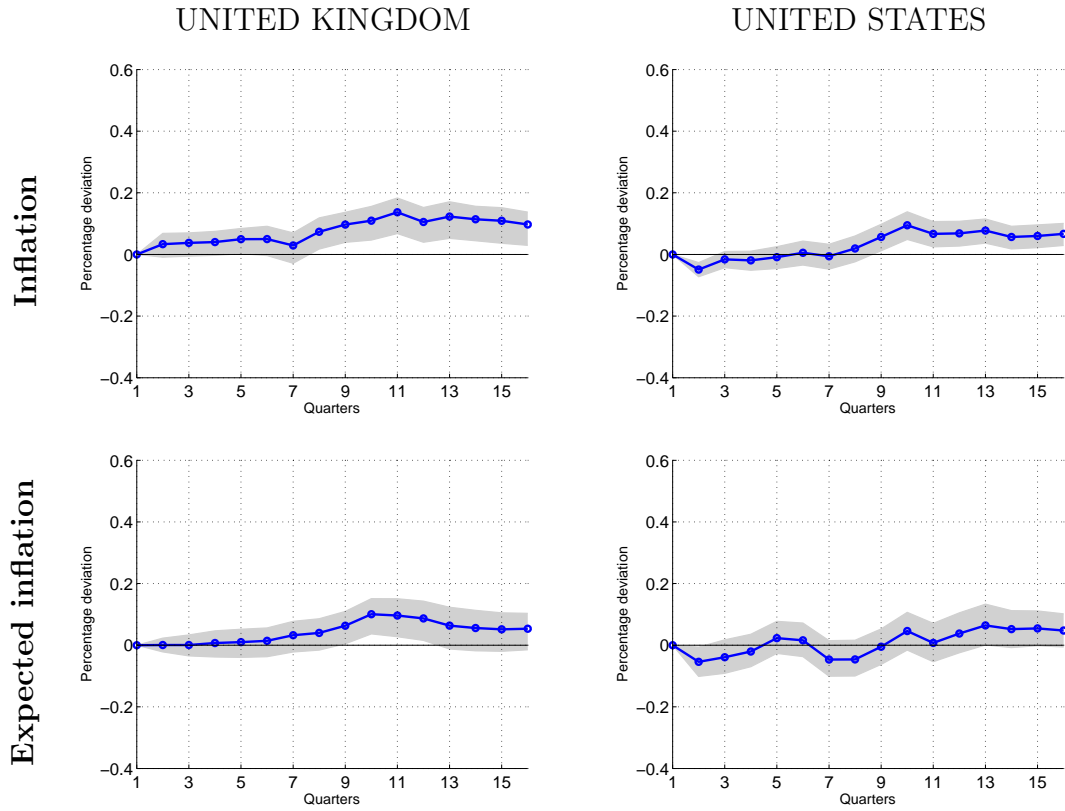 UNITED KINGDOM
UNITED STATES
Inflation
Percentage deviation
0.6
0.4
0.2
0
−0.2
−0.4
1 3 5 7 9 11 13 15
Quarters
Percentage deviation
0.6
0.4
0.2
0
−0.2
−0.4
1 3 5 7 9 11 13 15
Quarters
Expected inflation
Percentage deviation
0.6
0.4
0.2
0
−0.2
−0.4
1 3 5 7 9 11 13 15
Quarters
Percentage deviation
0.6
0.4
0.2
0
−0.2
−0.4
1 3 5 7 9 11 13 15
Quarters